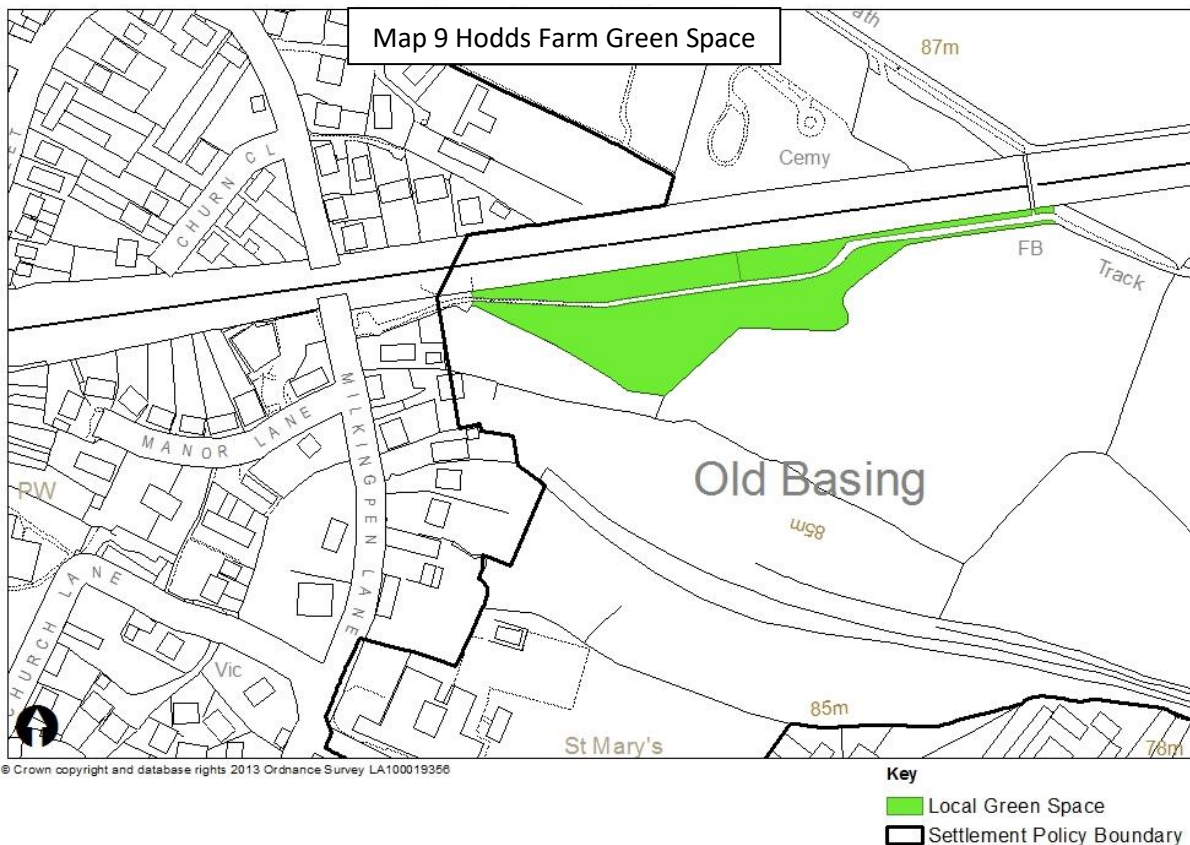 Map 9 Hodds Farm Green Space
ath
87m
Cemy
CHURN CL
FB
Track
MANOR LANE
MILKINGPEN LANE
PW
Old Basing
85m
CHURCH LANE
Vic
85m
St Mary's
78m
© Crown copyright and database rights 2013 Ordnance Survey LA100019356
Key
Local Green Space
Settlement Policy Boundary